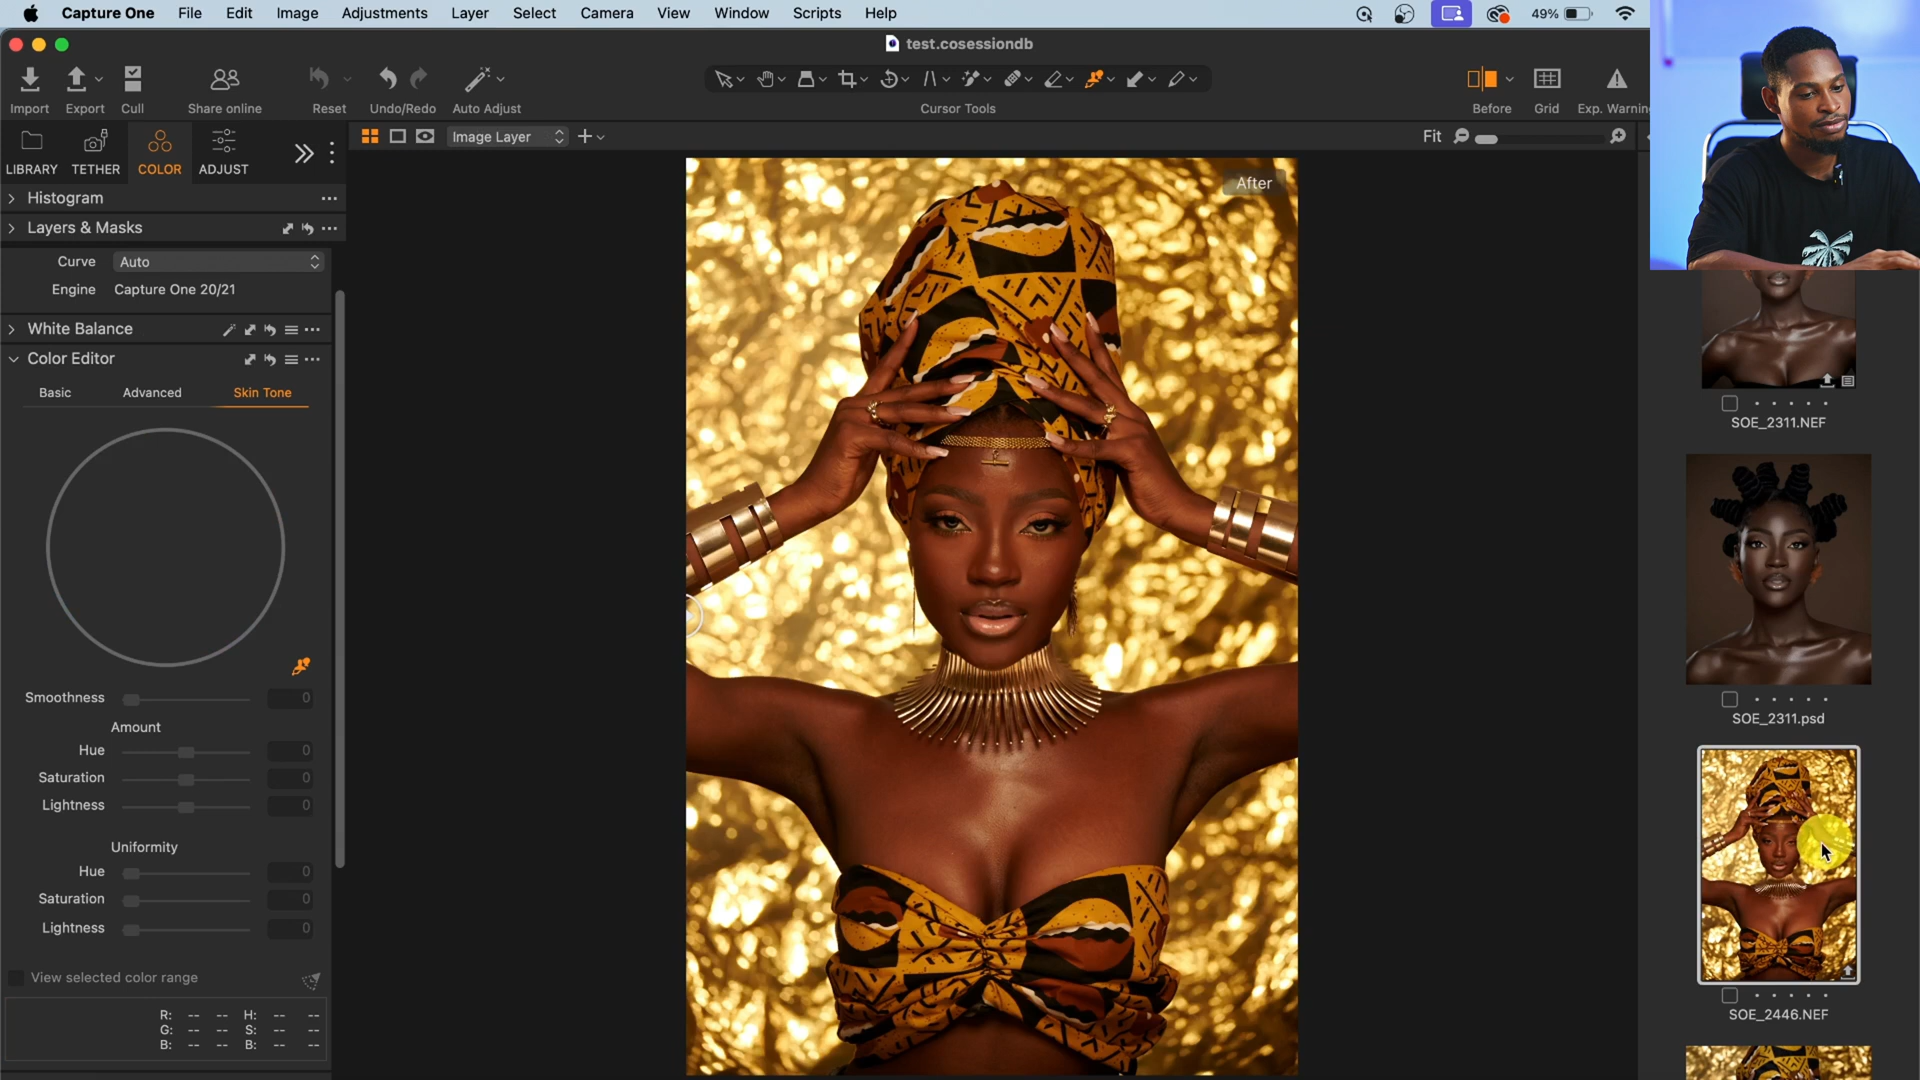 Capture One File Edit Image Adjustments Layer Select Camera View Window Scripts Help
49%
test.cosessiondb
Import Export Cull Share online Reset Undo/Redo Auto Adjust Cursor Tools Before Grid Exp. Warnin
LIBRARY TETHER COLOR ADJUST
Image Layer
Fit
Histogram
Layers & Masks
Curve Auto
Engine Capture One 20/21
White Balance
Color Editor
Basic Advanced Skin Tone
Smoothness 0
Amount
Hue 0
Saturation 0
Lightness 0
Uniformity
Hue 0
Saturation 0
Lightness 0
View selected color range
R: -- -- H: -- --
G: -- -- S: -- --
B: -- -- B: -- --
After
SOE_2311.NEF
SOE_2311.psd
SOE_2446.NEF